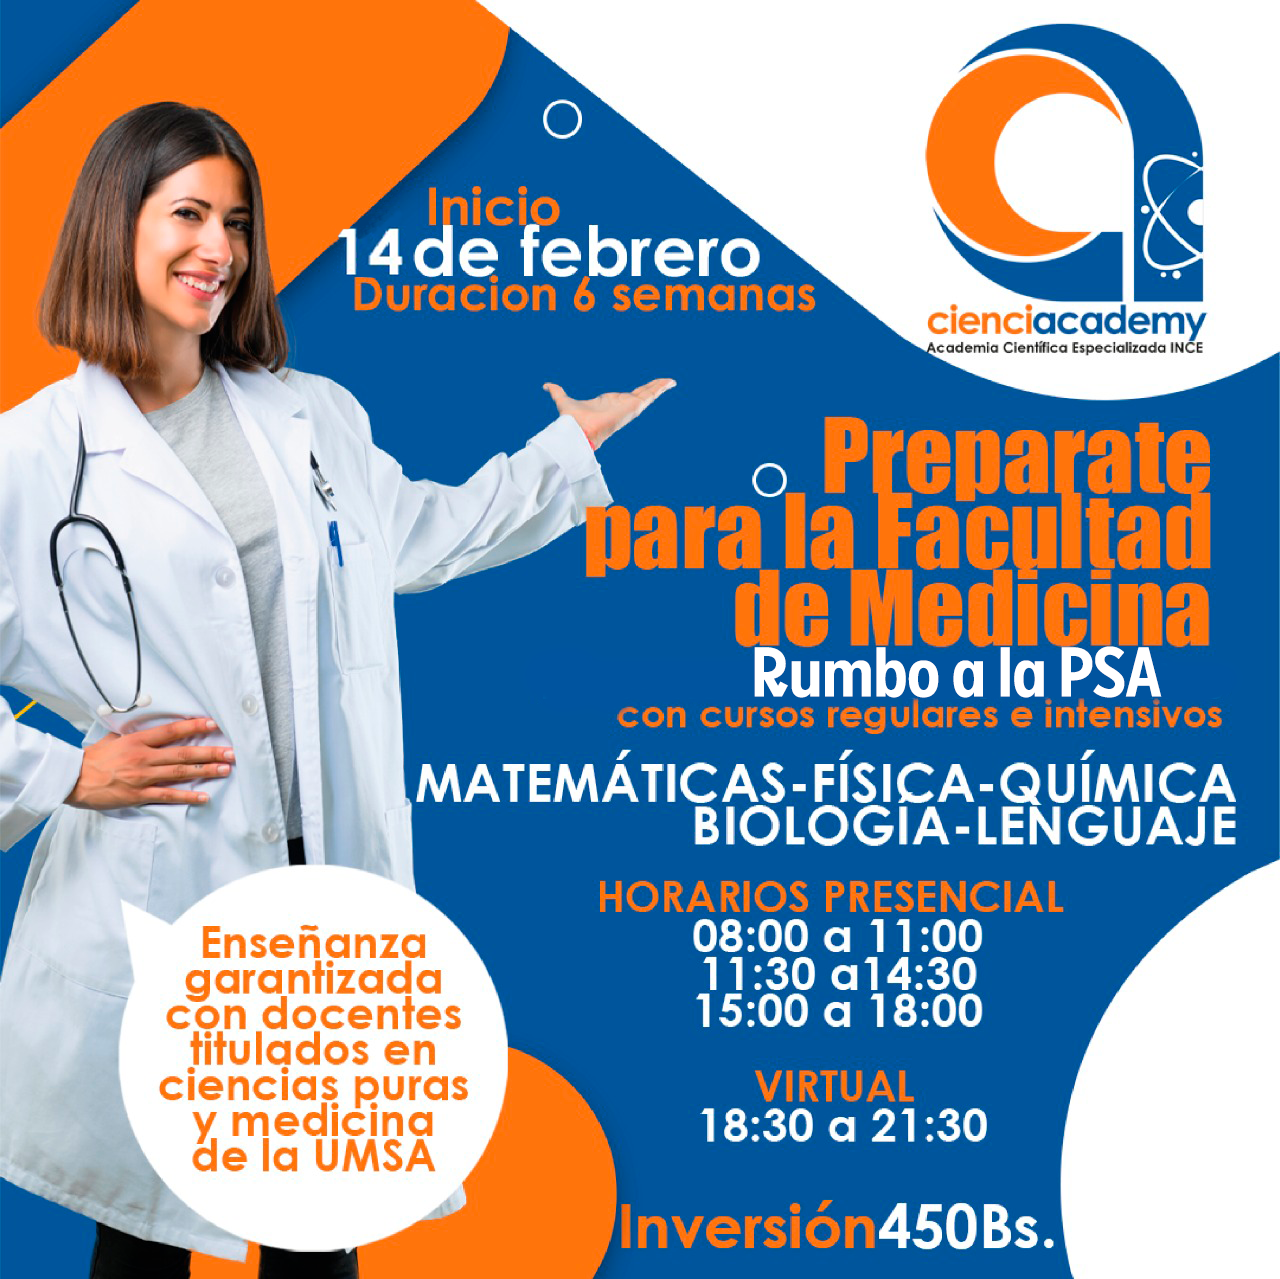 Inicio
14 de febrero
Duracion 6 semanas
cienciacademy
Academia Científica Especializada INCE
Preparate
para la Facultad
de Medicina
Rumbo a la PSA
con cursos regulares e intensivos
MATEMÁTICAS-FÍSICA-QUÍMICA
BIOLOGÍA-LENGUAJE
HORARIOS PRESENCIAL
08:00 a 11:00
11:30 a14:30
15:00 a 18:00
VIRTUAL
18:30 a 21:30
Enseñanza
garantizada
con docentes
titulados en
ciencias puras
y medicina
de la UMSA
Inversión450Bs.